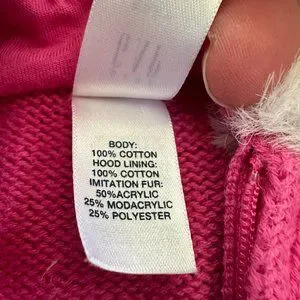 BODY:
100% COTTON
HOOD LINING:
100% COTTON
IMITATION FUR:
50%ACRYLIC
25% MODACRYLIC
25% POLYESTER